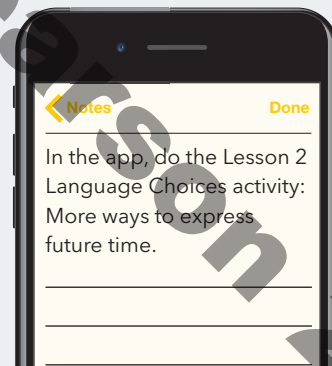 Notes Done
In the app, do the Lesson 2
Language Choices activity:
More ways to express
future time.